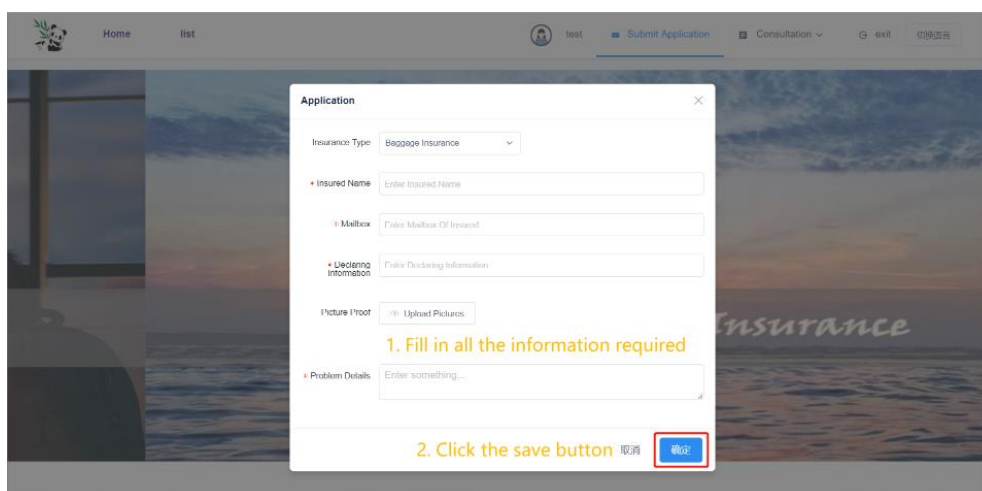 Home list test Submit Application Consultation exit 切换语言
Application
Insurance Type Baggage Insurance
* Insured Name Enter Insured Name
* Mailbox Enter Mailbox Of Insured
* Declaring Information Enter Declaring Information
Picture Proof Upload Pictures
Insurance
1. Fill in all the information required
* Problem Details Enter something...
2. Click the save button 取消 确定